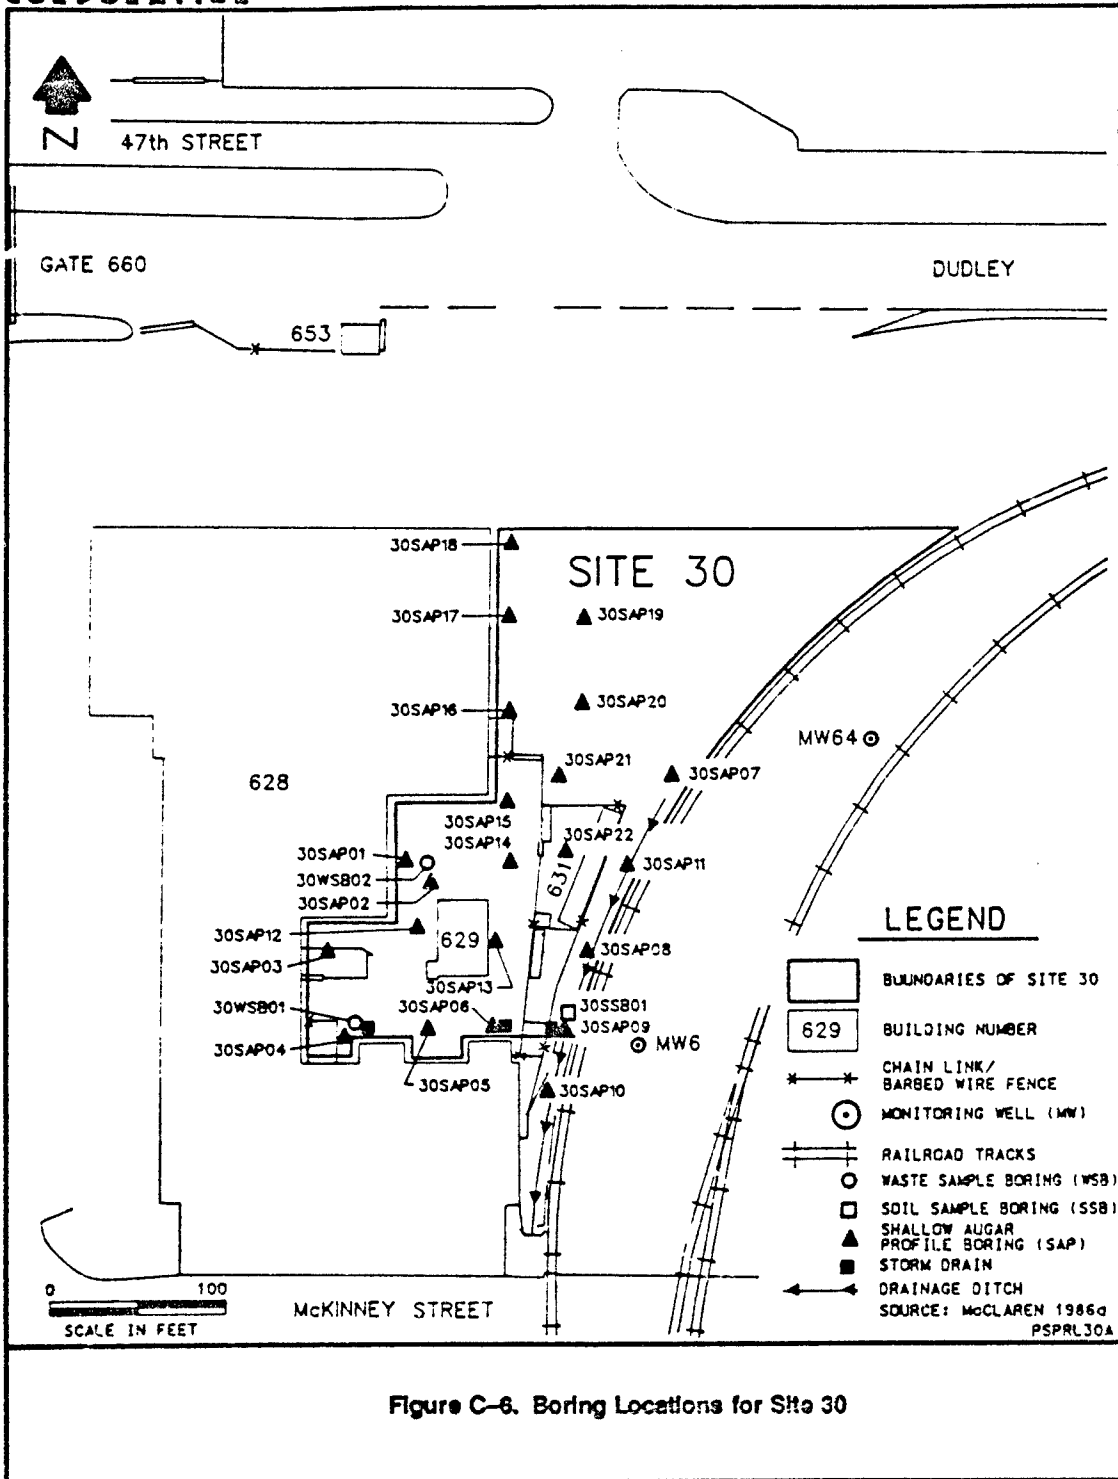 N
47th STREET
GATE 660
DUDLEY
653
30SAP18
SITE 30
30SAP17
30SAP19
30SAP16
30SAP20
MW64
30SAP21
30SAP07
628
30SAP15
30SAP14
30SAP22
30SAP01
30SAP11
30WSB02
30SAP02
631
LEGEND
30SAP12
629
30SAP08
30SAP03
30SAP13
BOUNDARIES OF SITE 30
30WSB01
30SAP06
30SSB01
30SAP09
629
BUILDING NUMBER
30SAP04
MW6
CHAIN LINK/
BARBED WIRE FENCE
30SAP05
30SAP10
MONITORING WELL (MW)
RAILROAD TRACKS
WASTE SAMPLE BORING (WSB)
SOIL SAMPLE BORING (SSB)
SHALLOW AUGAR
PROFILE BORING (SAP)
STORM DRAIN
DRAINAGE DITCH
0 100
SCALE IN FEET
McKINNEY STREET
SOURCE: McCLAREN 1986a
PSPRL30A
Figure C-6. Boring Locations for Site 30